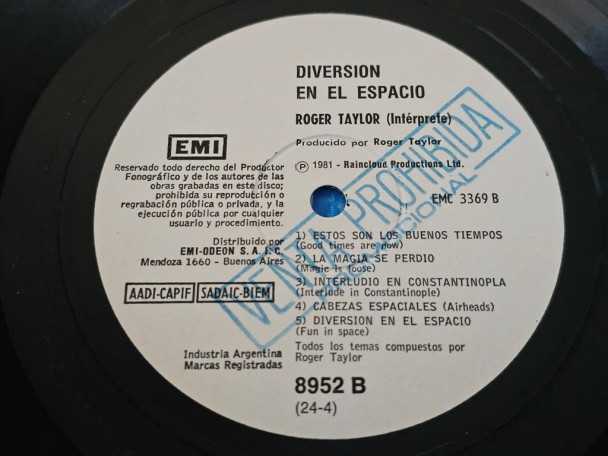 DIVERSION
EN EL ESPACIO
ROGER TAYLOR (Intérprete)
Producido por Roger Taylor
Ⓟ 1981 - Raincloud Productions Ltd.
EMC 3369 B
EMI
Reservado todo derecho del Productor
Fonográfico y de los autores de las
obras grabadas en este disco;
prohibida su reproducción o
regrabación pública o privada, y la
ejecución pública por cualquier
usuario y procedimiento.
Distribuido por
EMI-ODEON S. A. I. C.
Mendoza 1660 - Buenos Aires
AADI-CAPIF SADAIC-BIEM
Industria Argentina
Marcas Registradas
1) ESTOS SON LOS BUENOS TIEMPOS
(Good times are now)
2) LA MAGIA SE PERDIO
(Magic is loose)
3) INTERLUDIO EN CONSTANTINOPLA
(Interlude in Constantinople)
4) CABEZAS ESPACIALES (Airheads)
5) DIVERSION EN EL ESPACIO
(Fun in space)
Todos los temas compuestos por
Roger Taylor
8952 B
(24-4)
VENTA PROHIBIDA